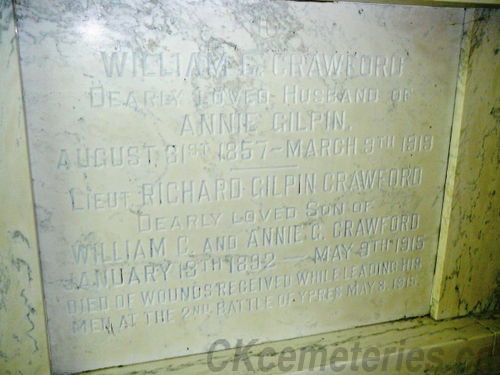 WILLIAM G. CRAWFORD
DEARLY LOVED HUSBAND OF
ANNIE GILPIN.
AUGUST 31ST 1857–MARCH 9TH 1919
LIEUT. RICHARD GILPIN CRAWFORD
DEARLY LOVED SON OF
WILLIAM G. AND ANNIE G. CRAWFORD
JANUARY 18TH 1892 — MAY 9TH 1915
DIED OF WOUNDS RECEIVED WHILE LEADING HIS
MEN AT THE 2ND BATTLE OF YPRES MAY 8, 1915.
CKcemeteries.c